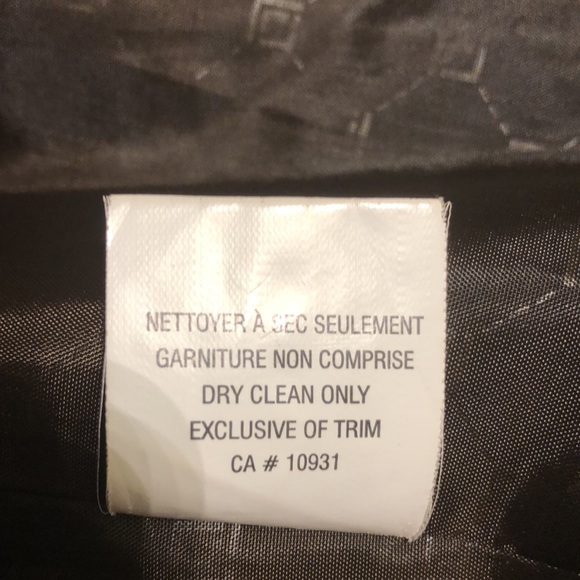 NETTOYER À SEC SEULEMENT
GARNITURE NON COMPRISE
DRY CLEAN ONLY
EXCLUSIVE OF TRIM
CA # 10931